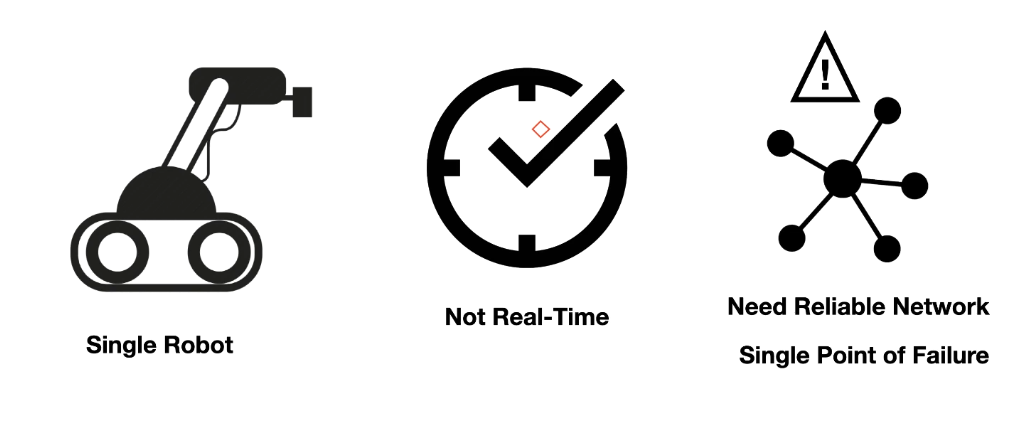 !
Single Robot
Not Real-Time
Need Reliable Network
Single Point of Failure